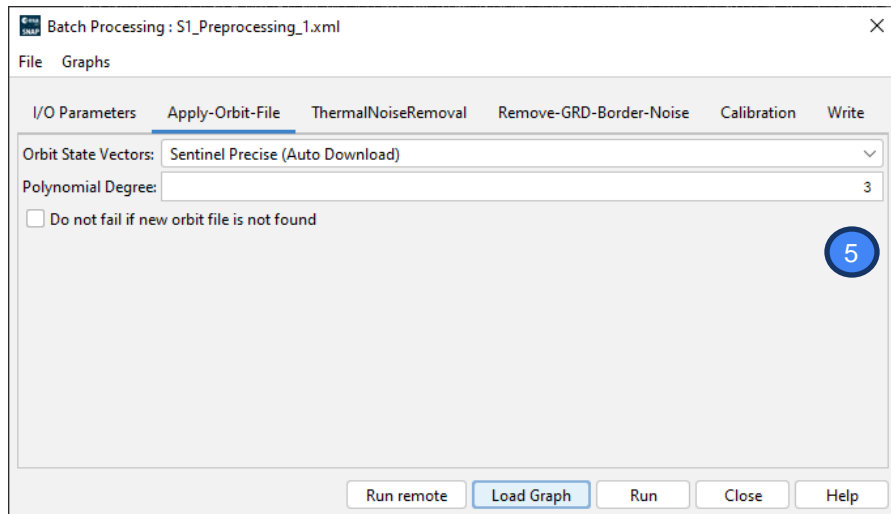 esa
SNAP
Batch Processing : S1_Preprocessing_1.xml
File Graphs
I/O Parameters Apply-Orbit-File ThermalNoiseRemoval Remove-GRD-Border-Noise Calibration Write
Orbit State Vectors: Sentinel Precise (Auto Download)
Polynomial Degree: 3
Do not fail if new orbit file is not found
5
Run remote Load Graph Run Close Help